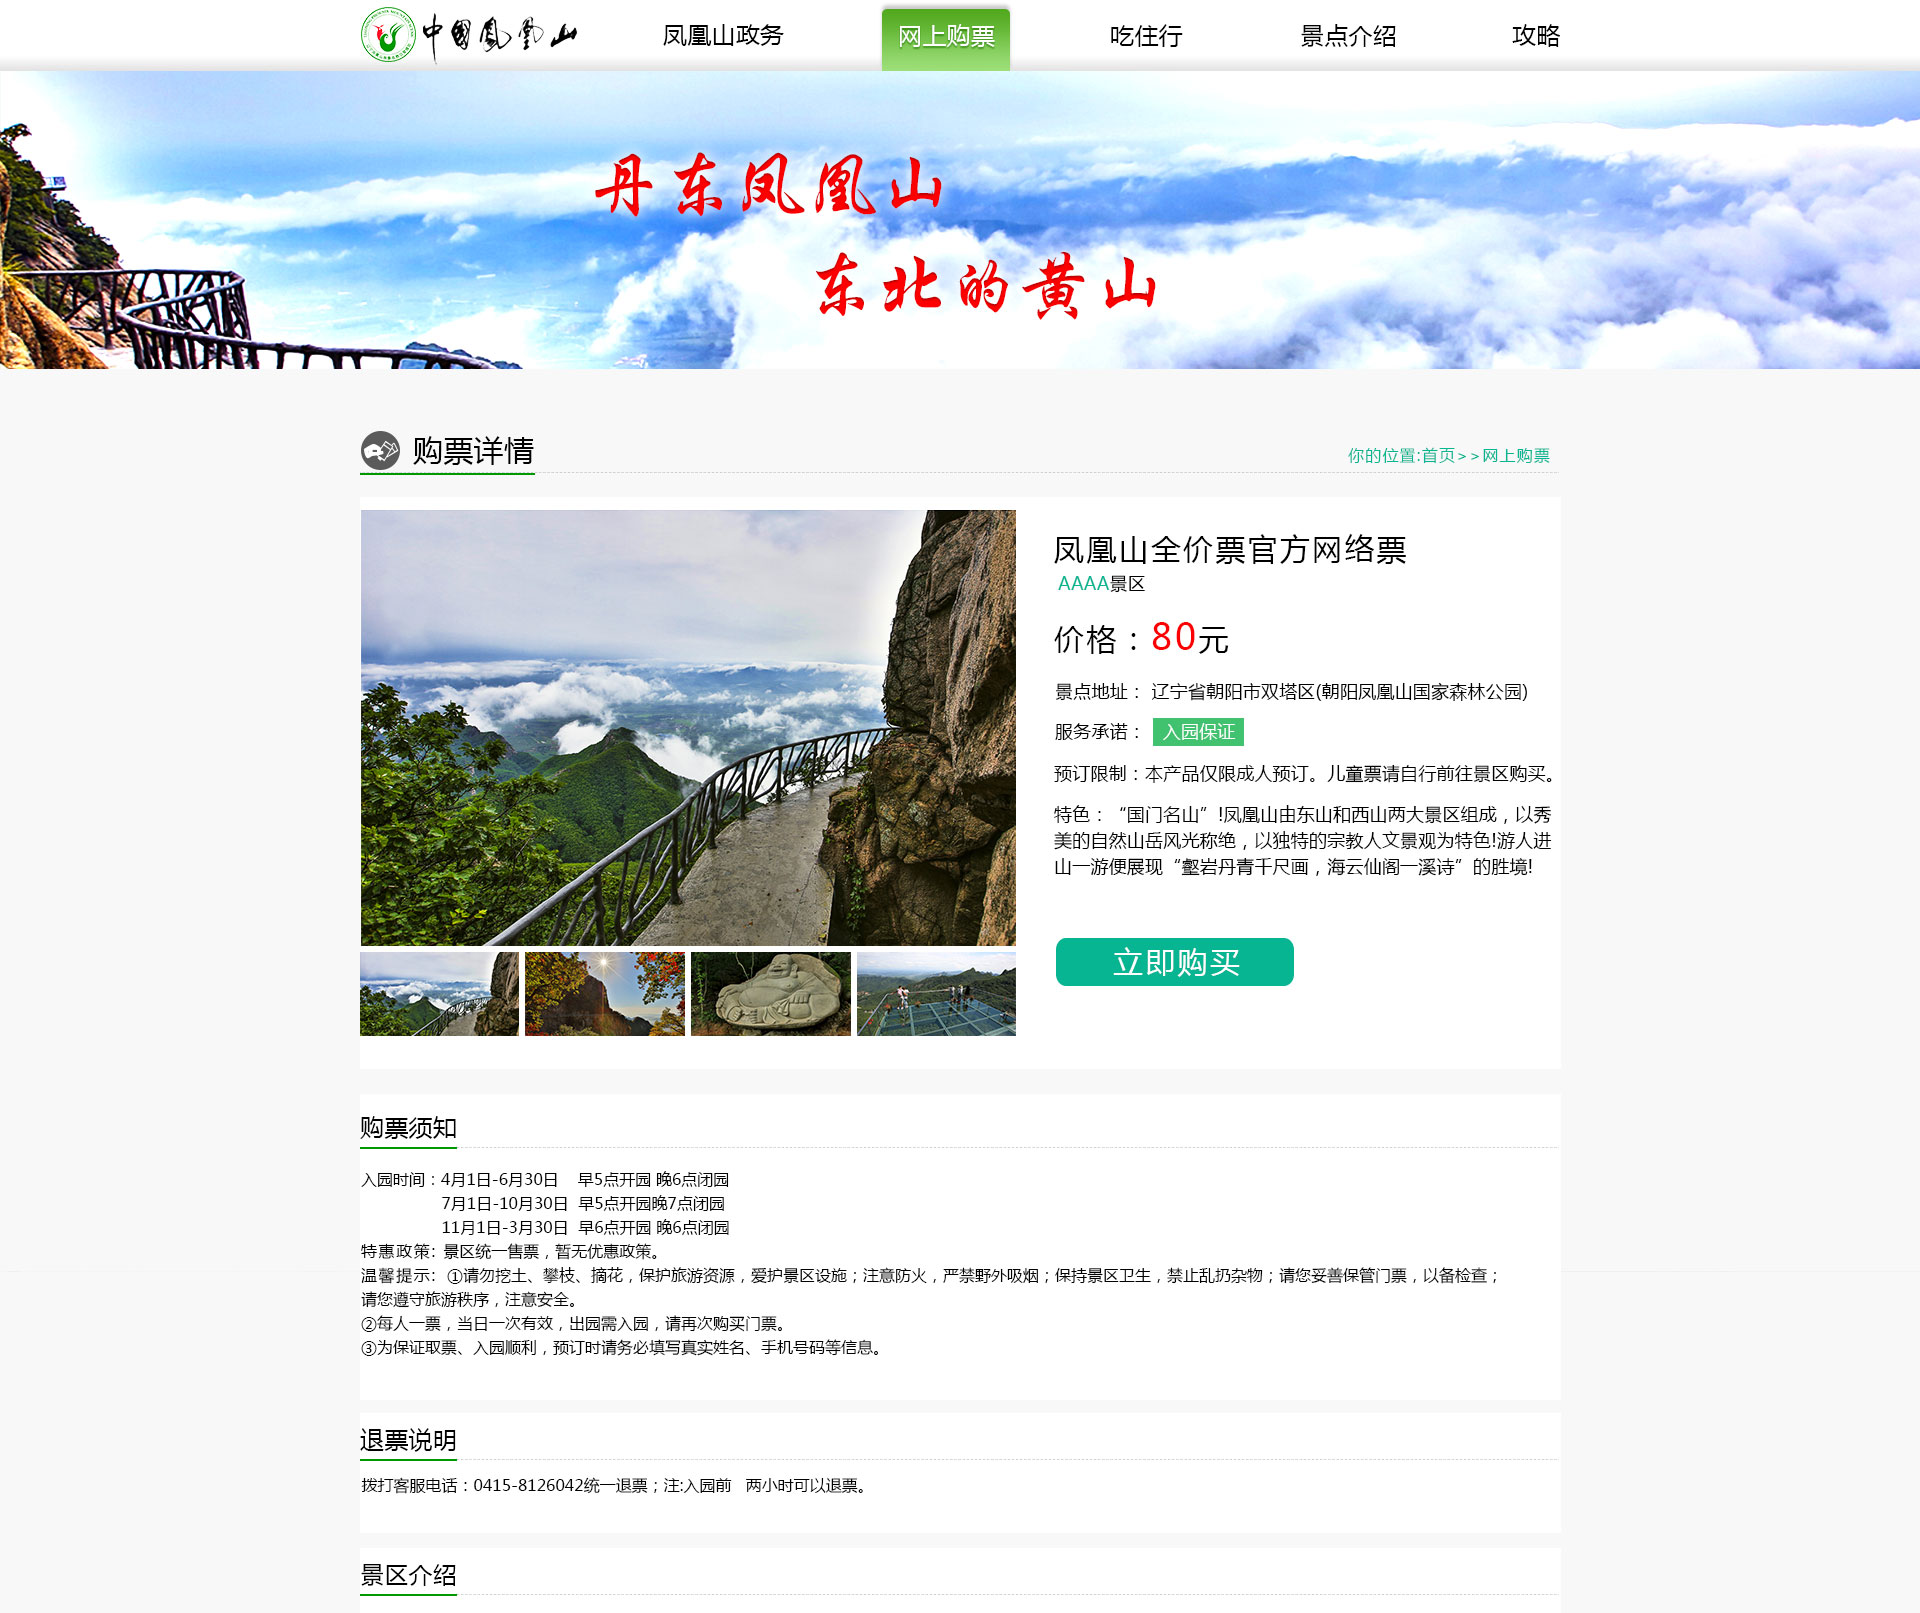 中国凤凰山
凤凰山政务
网上购票
吃住行
景点介绍
攻略
丹东凤凰山
东北的黄山
购票详情
你的位置:首页>>网上购票
凤凰山全价票官方网络票
AAAA景区
价格：80元
景点地址： 辽宁省朝阳市双塔区(朝阳凤凰山国家森林公园)
服务承诺： 入园保证
预订限制：本产品仅限成人预订。儿童票请自行前往景区购买。
特色：“国门名山”!凤凰山由东山和西山两大景区组成，以秀
美的自然山岳风光称绝，以独特的宗教人文景观为特色!游人进
山一游便展现“壑岩丹青千尺画，海云仙阁一溪诗”的胜境!
立即购买
购票须知
入园时间：4月1日-6月30日 早5点开园 晚6点闭园
7月1日-10月30日 早5点开园晚7点闭园
11月1日-3月30日 早6点开园 晚6点闭园
特惠政策: 景区统一售票，暂无优惠政策。
温馨提示: ①请勿挖土、攀枝、摘花，保护旅游资源，爱护景区设施；注意防火，严禁野外吸烟；保持景区卫生，禁止乱扔杂物；请您妥善保管门票，以备检查；
请您遵守旅游秩序，注意安全。
②每人一票，当日一次有效，出园需入园，请再次购买门票。
③为保证取票、入园顺利，预订时请务必填写真实姓名、手机号码等信息。
退票说明
拨打客服电话：0415-8126042统一退票；注:入园前 两小时可以退票。
景区介绍